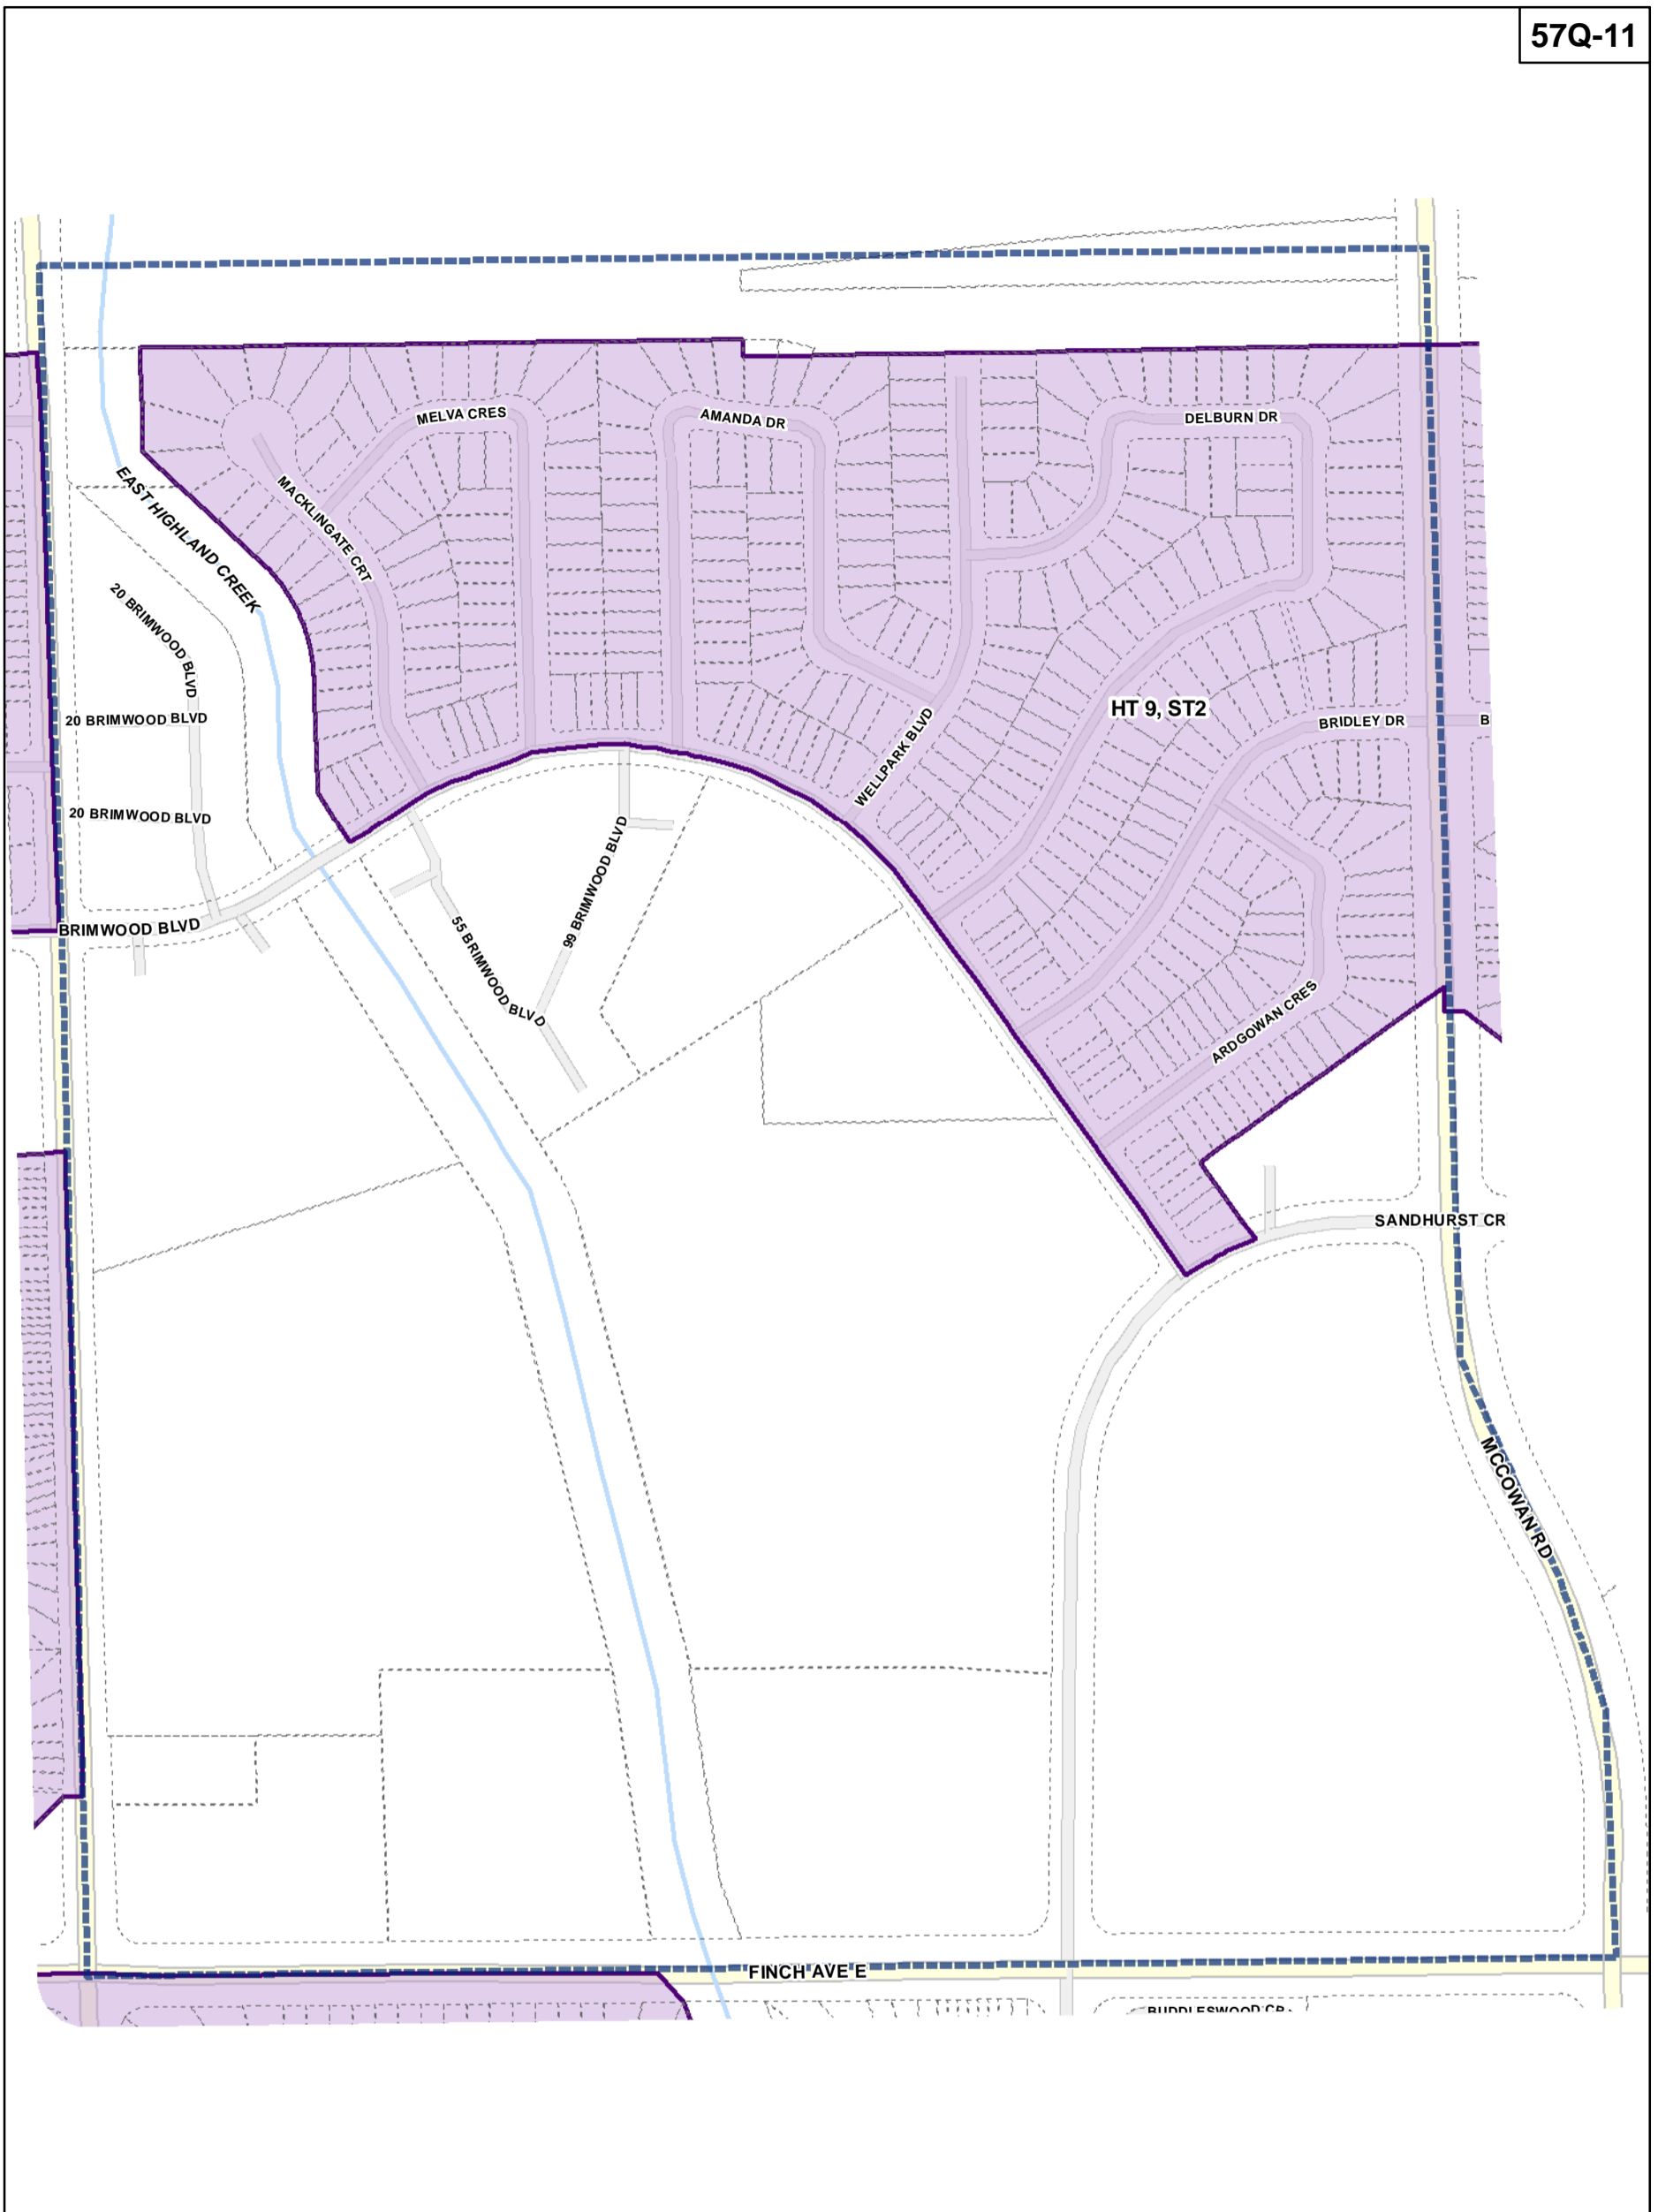 57Q-11
MELVA CRES
AMANDA DR
DELBURN DR
MACKLINGATE CRT
EAST HIGHLAND CREEK
20 BRIMWOOD BLVD
20 BRIMWOOD BLVD
20 BRIMWOOD BLVD
HT 9, ST2
BRIDLEY DR
B
WELLPARK BLVD
BRIMWOOD BLVD
99 BRIMWOOD BLVD
55 BRIMWOOD BLVD
ARDGOWAN CRES
SANDHURST CR
MCCOWAN RD
FINCH AVE E
BUDDLESWOOD CR